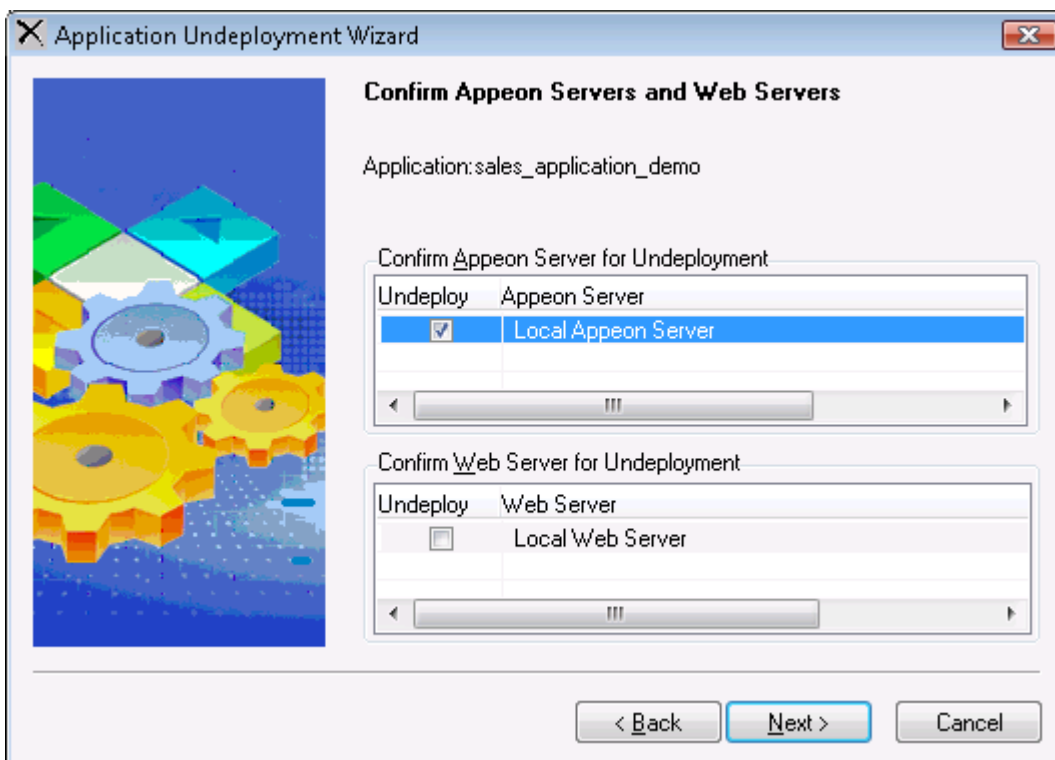 Application Undeployment Wizard
Confirm Appeon Servers and Web Servers
Application:sales_application_demo
Confirm Appeon Server for Undeployment
Undeploy Appeon Server
Local Appeon Server
Confirm Web Server for Undeployment
Undeploy Web Server
Local Web Server
< Back Next > Cancel